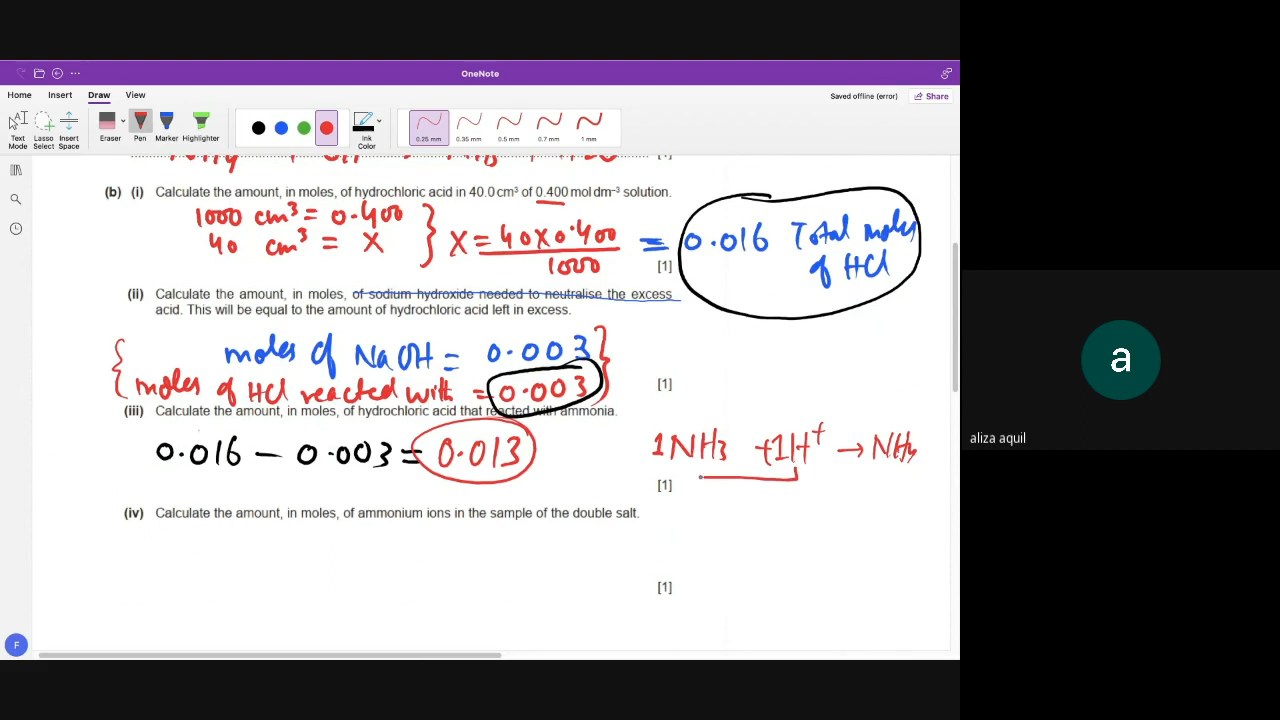 OneNote
Home Insert Draw View
Saved offline (error) Share
Text Mode Lasso Select Insert Space Eraser Pen Marker Highlighter Ink Color 0.25 mm 0.35 mm 0.5 mm 0.7 mm 1 mm
[1]
(b) (i) Calculate the amount, in moles, of hydrochloric acid in 40.0 cm³ of 0.400 mol dm⁻³ solution.
1000 cm³ = 0.400
40 cm³ = X
X = 40X0.400
1000
= 0.016 Total moles
of HCl
[1]
(ii) Calculate the amount, in moles, of sodium hydroxide needed to neutralise the excess
acid. This will be equal to the amount of hydrochloric acid left in excess.
moles of NaOH = 0.003
moles of HCl reacted with = 0.003
[1]
(iii) Calculate the amount, in moles, of hydrochloric acid that reacted with ammonia.
0.016 — 0.003 = 0.013
1NH3 +1H+ → NH4
[1]
(iv) Calculate the amount, in moles, of ammonium ions in the sample of the double salt.
[1]
F
a
aliza aquil